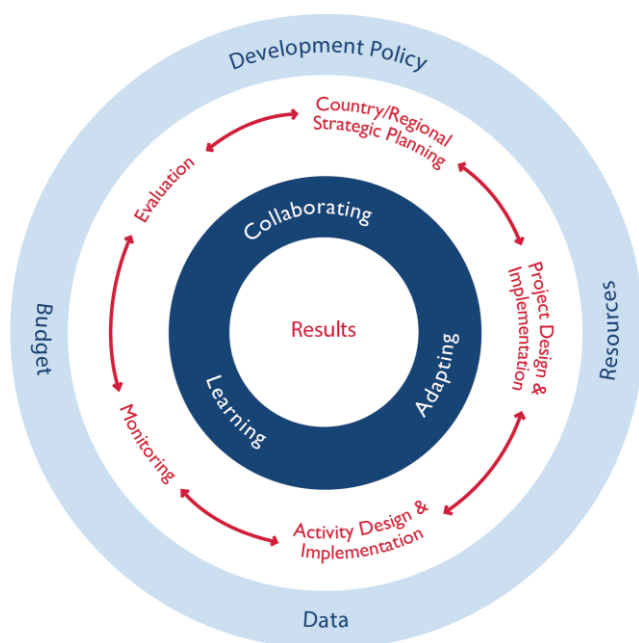 Development Policy
Country/Regional
Strategic Planning
Evaluation
Collaborating
Project Design &
Implementation
Budget
Results
Resources
Adapting
Learning
Monitoring
Activity Design &
Implementation
Data